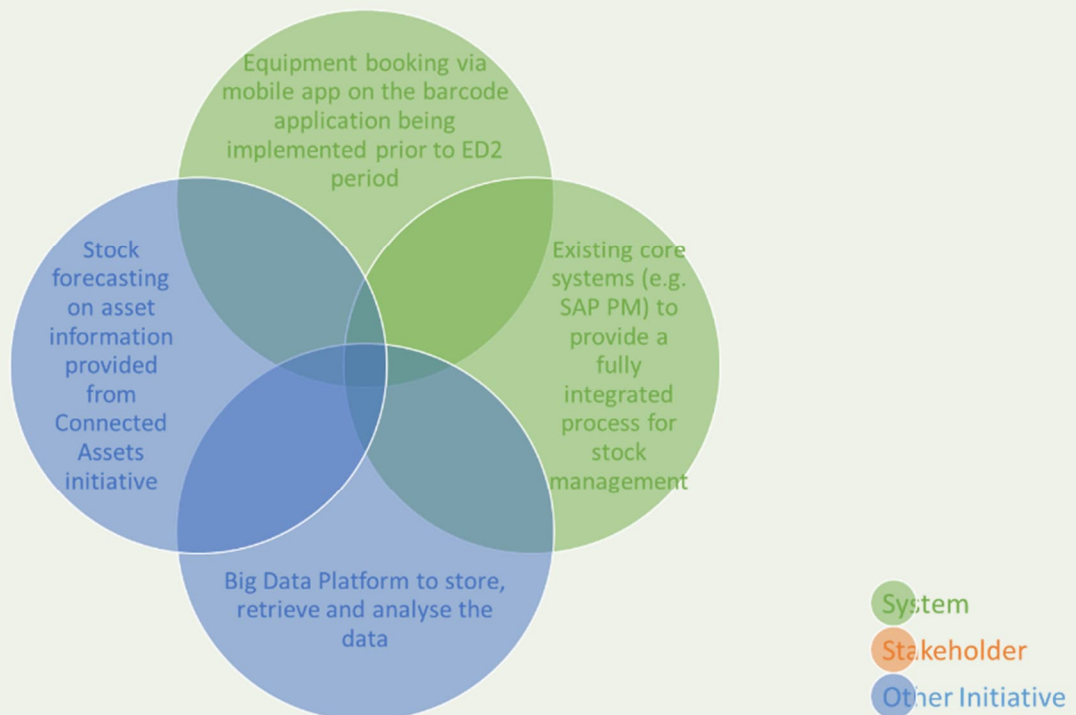 Equipment booking via
mobile app on the barcode
application being
implemented prior to ED2
period
Stock
forecasting
on asset
information
provided
from
Connected
Assets
initiative
Existing core
systems (e.g.
SAP PM) to
provide a
fully
integrated
process for
stock
management
Big Data Platform to store,
retrieve and analyse the
data
System
Stakeholder
Other Initiative